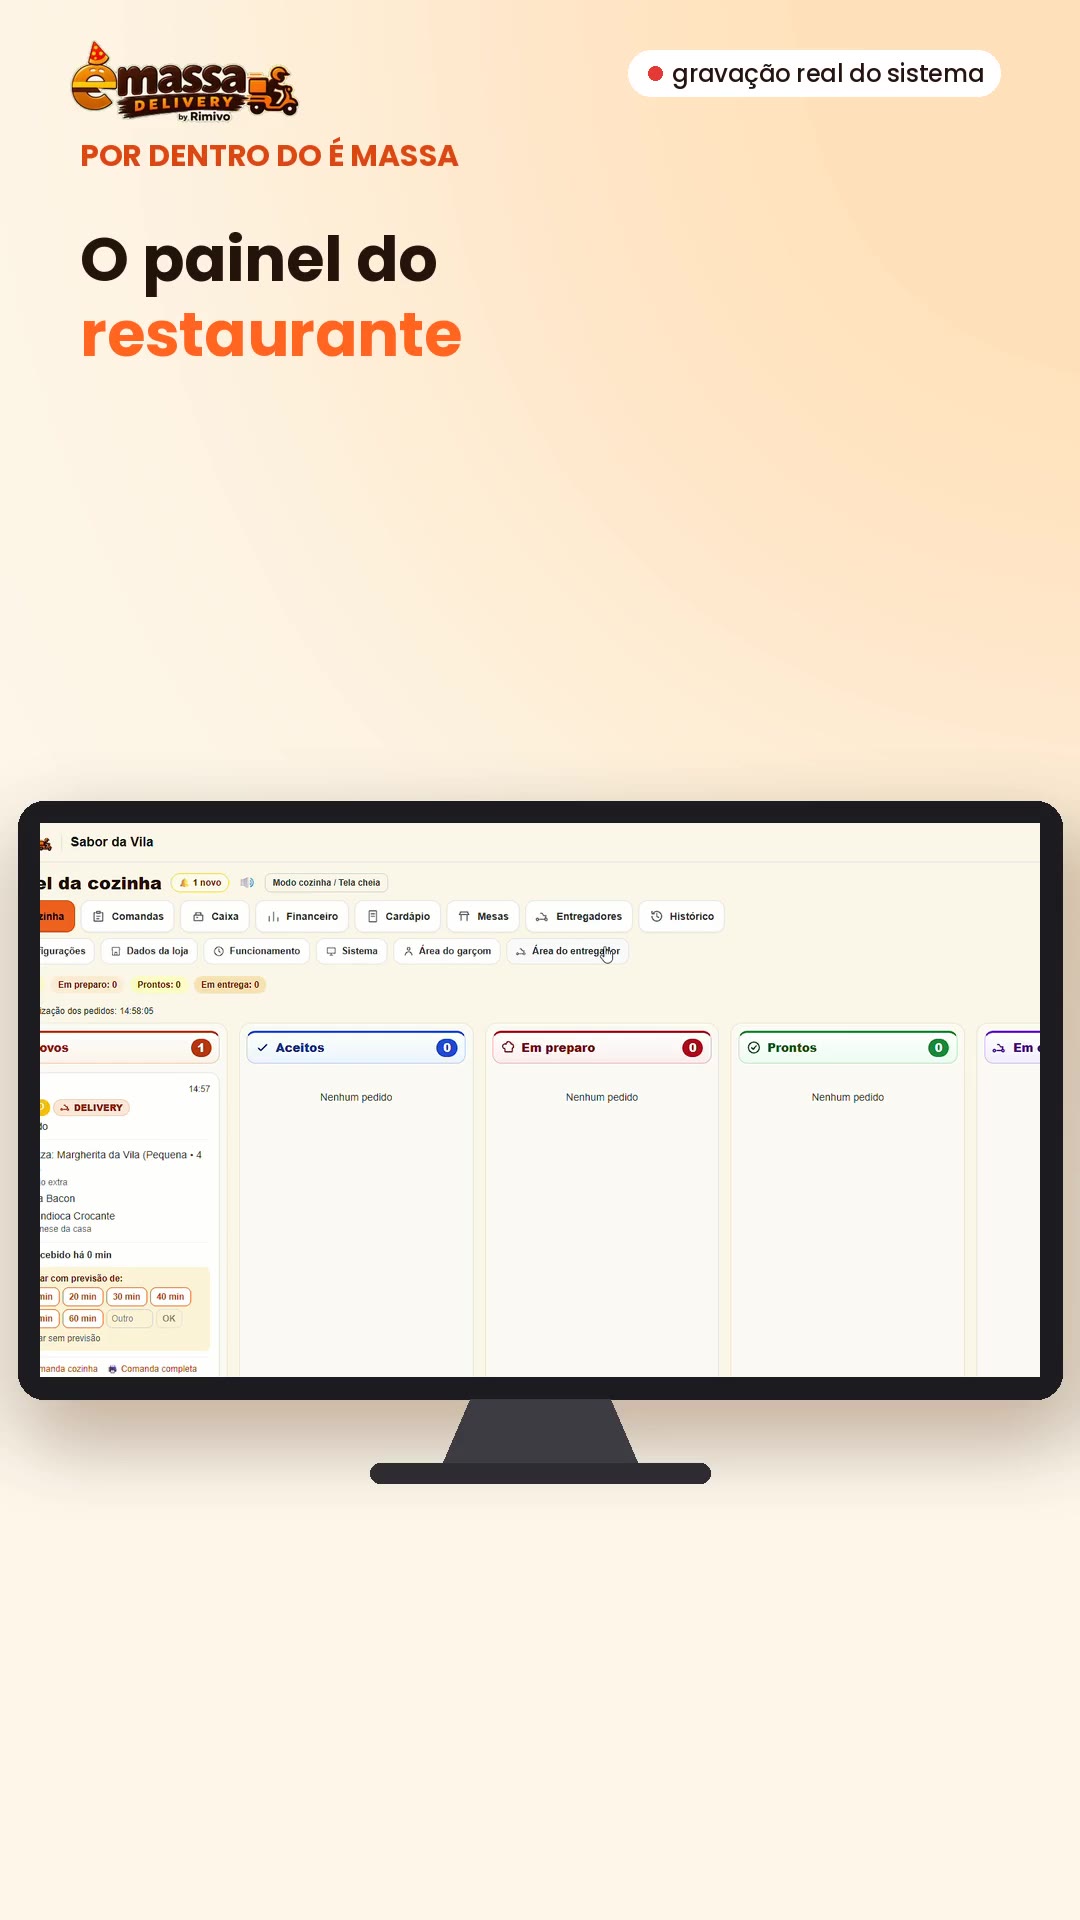 émassa
DELIVERY
by Rimivo
gravação real do sistema
POR DENTRO DO É MASSA
O painel do
restaurante
Sabor da Vila
el da cozinha 1 novo Modo cozinha / Tela cheia
zinha Comandas Caixa Financeiro Cardápio Mesas Entregadores Histórico
figurações Dados da loja Funcionamento Sistema Área do garçom Área do entregador
Em preparo: 0 Prontos: 0 Em entrega: 0
ização dos pedidos: 14:58:05
ovos 1 Aceitos 0 Em preparo 0 Prontos 0 Em
14:57
DELIVERY
do
Nenhum pedido Nenhum pedido Nenhum pedido
za: Margherita da Vila (Pequena • 4
o extra
a Bacon
ndioca Crocante
nese da casa
cebido há 0 min
ar com previsão de:
min 20 min 30 min 40 min
min 60 min Outro OK
ar sem previsão
manda cozinha Comanda completa